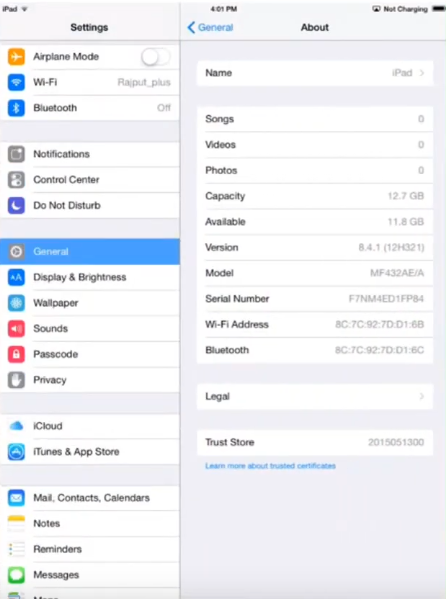 iPad
4:01 PM
Not Charging
Settings
General
About
Airplane Mode
Wi-Fi
Rajput_plus
Bluetooth
Off
Notifications
Control Center
Do Not Disturb
General
Display & Brightness
Wallpaper
Sounds
Passcode
Privacy
iCloud
iTunes & App Store
Mail, Contacts, Calendars
Notes
Reminders
Messages
Name iPad
Songs 0
Videos 0
Photos 0
Capacity 12.7 GB
Available 11.8 GB
Version 8.4.1 (12H321)
Model MF432AE/A
Serial Number F7NM4ED1FP84
Wi-Fi Address 8C:7C:92:7D:D1:6B
Bluetooth 8C:7C:92:7D:D1:6C
Legal
Trust Store 2015051300
Learn more about trusted certificates